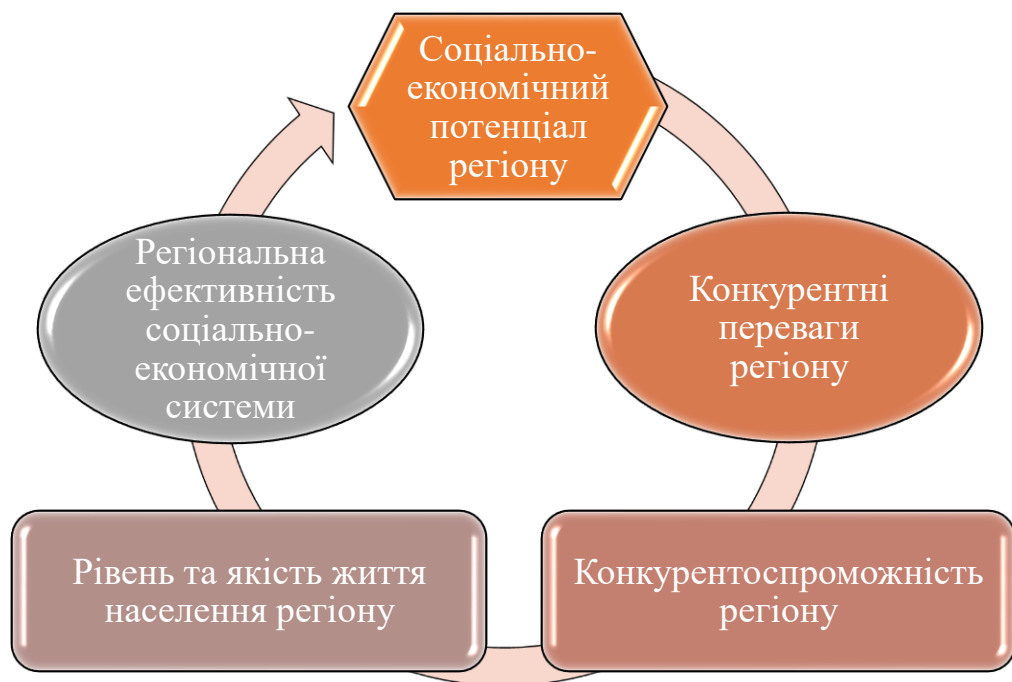 Соціально-
економічний
потенціал
регіону
Конкурентні
переваги
регіону
Конкурентоспроможність
регіону
Рівень та якість життя
населення регіону
Регіональна
ефективність
соціально-
економічної
системи